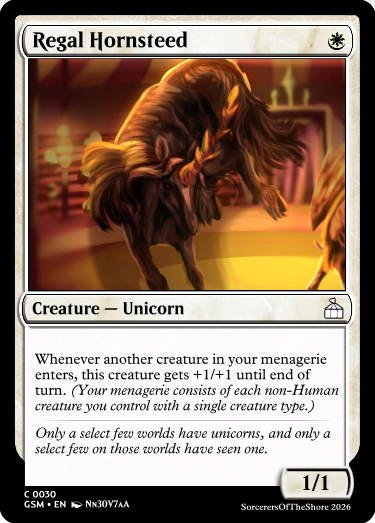 Regal Hornsteed
Creature — Unicorn
Whenever another creature in your menagerie
enters, this creature gets +1/+1 until end of
turn. (Your menagerie consists of each non-Human
creature you control with a single creature type.)
Only a select few worlds have unicorns, and only a
select few on those worlds have seen one.
1/1
C 0030
GSM • EN Nn30V7aA
SorcerersOfTheShore 2026